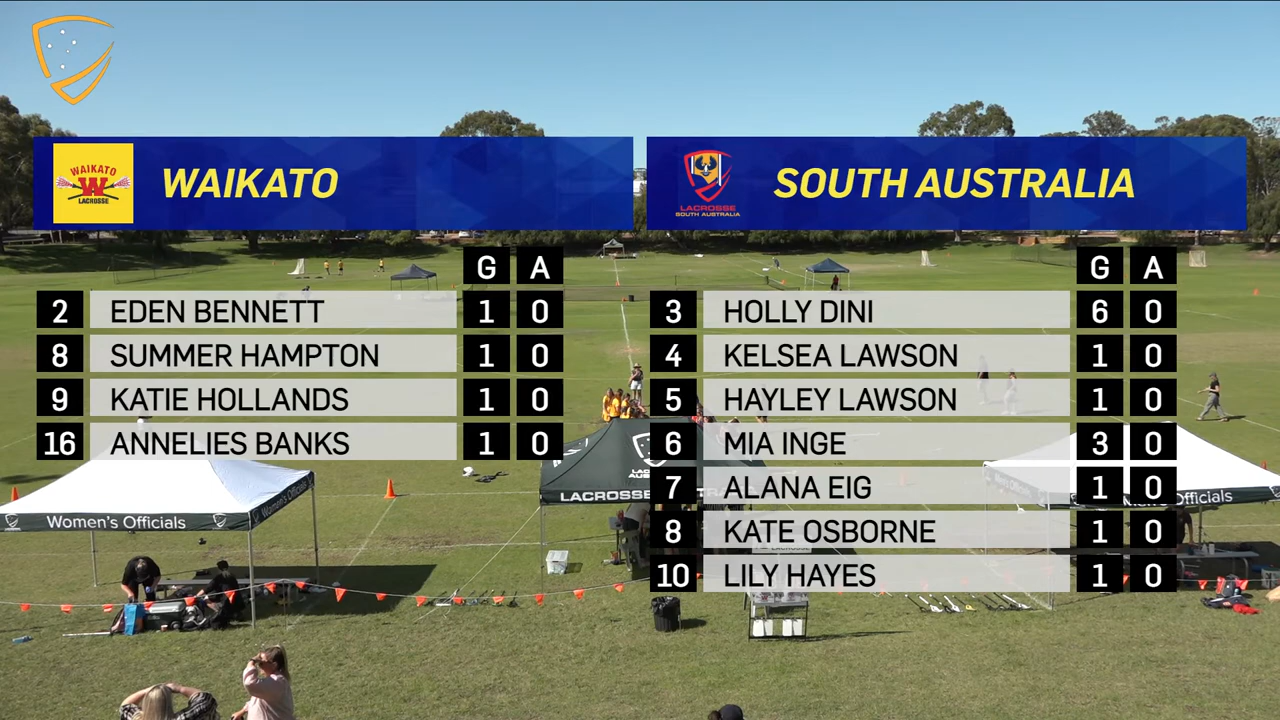 WAIKATO
W
LACROSSE
WAIKATO
LACROSSE
SOUTH AUSTRALIA
SOUTH AUSTRALIA
G A
2 EDEN BENNETT 1 0
8 SUMMER HAMPTON 1 0
9 KATIE HOLLANDS 1 0
16 ANNELIES BANKS 1 0
G A
3 HOLLY DINI 6 0
4 KELSEA LAWSON 1 0
5 HAYLEY LAWSON 1 0
6 MIA INGE 3 0
7 ALANA EIG 1 0
8 KATE OSBORNE 1 0
10 LILY HAYES 1 0
Women's Officials
Women's Officials
LACROSSE
Officials